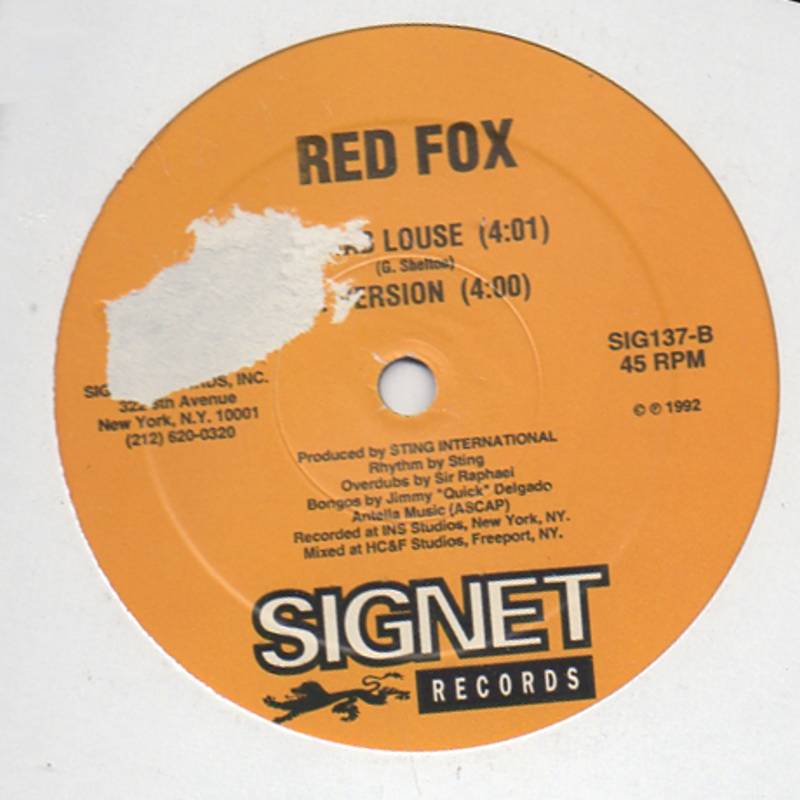 RED FOX
LOUSE (4:01)
(G. Shelton)
VERSION (4:00)
SIG137-B
45 RPM
© ℗ 1992
INC.
Avenue
New York, N.Y. 10001
(212) 620-0320
Produced by STING INTERNATIONAL
Rhythm by Sting
Overdubs by Sir Raphael
Bongos by Jimmy "Quick" Delgado
Antella Music (ASCAP)
Recorded at INS Studios, New York, NY.
Mixed at HC&F Studios, Freeport, NY.
SIGNET
RECORDS